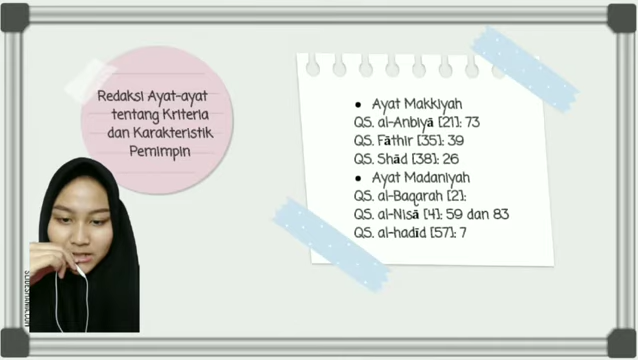 Redaksi Ayat-ayat
tentang Kriteria
dan Karakteristik
Pemimpin
• Ayat Makkiyah
QS. al-Anbiyā [21]: 73
QS. Fāthir [35]: 39
QS. Shād [38]: 26
• Ayat Madaniyah
QS. al-Baqarah [2]:
QS. al-Nisā [4]: 59 dan 83
QS. al-hadīd [57]: 7